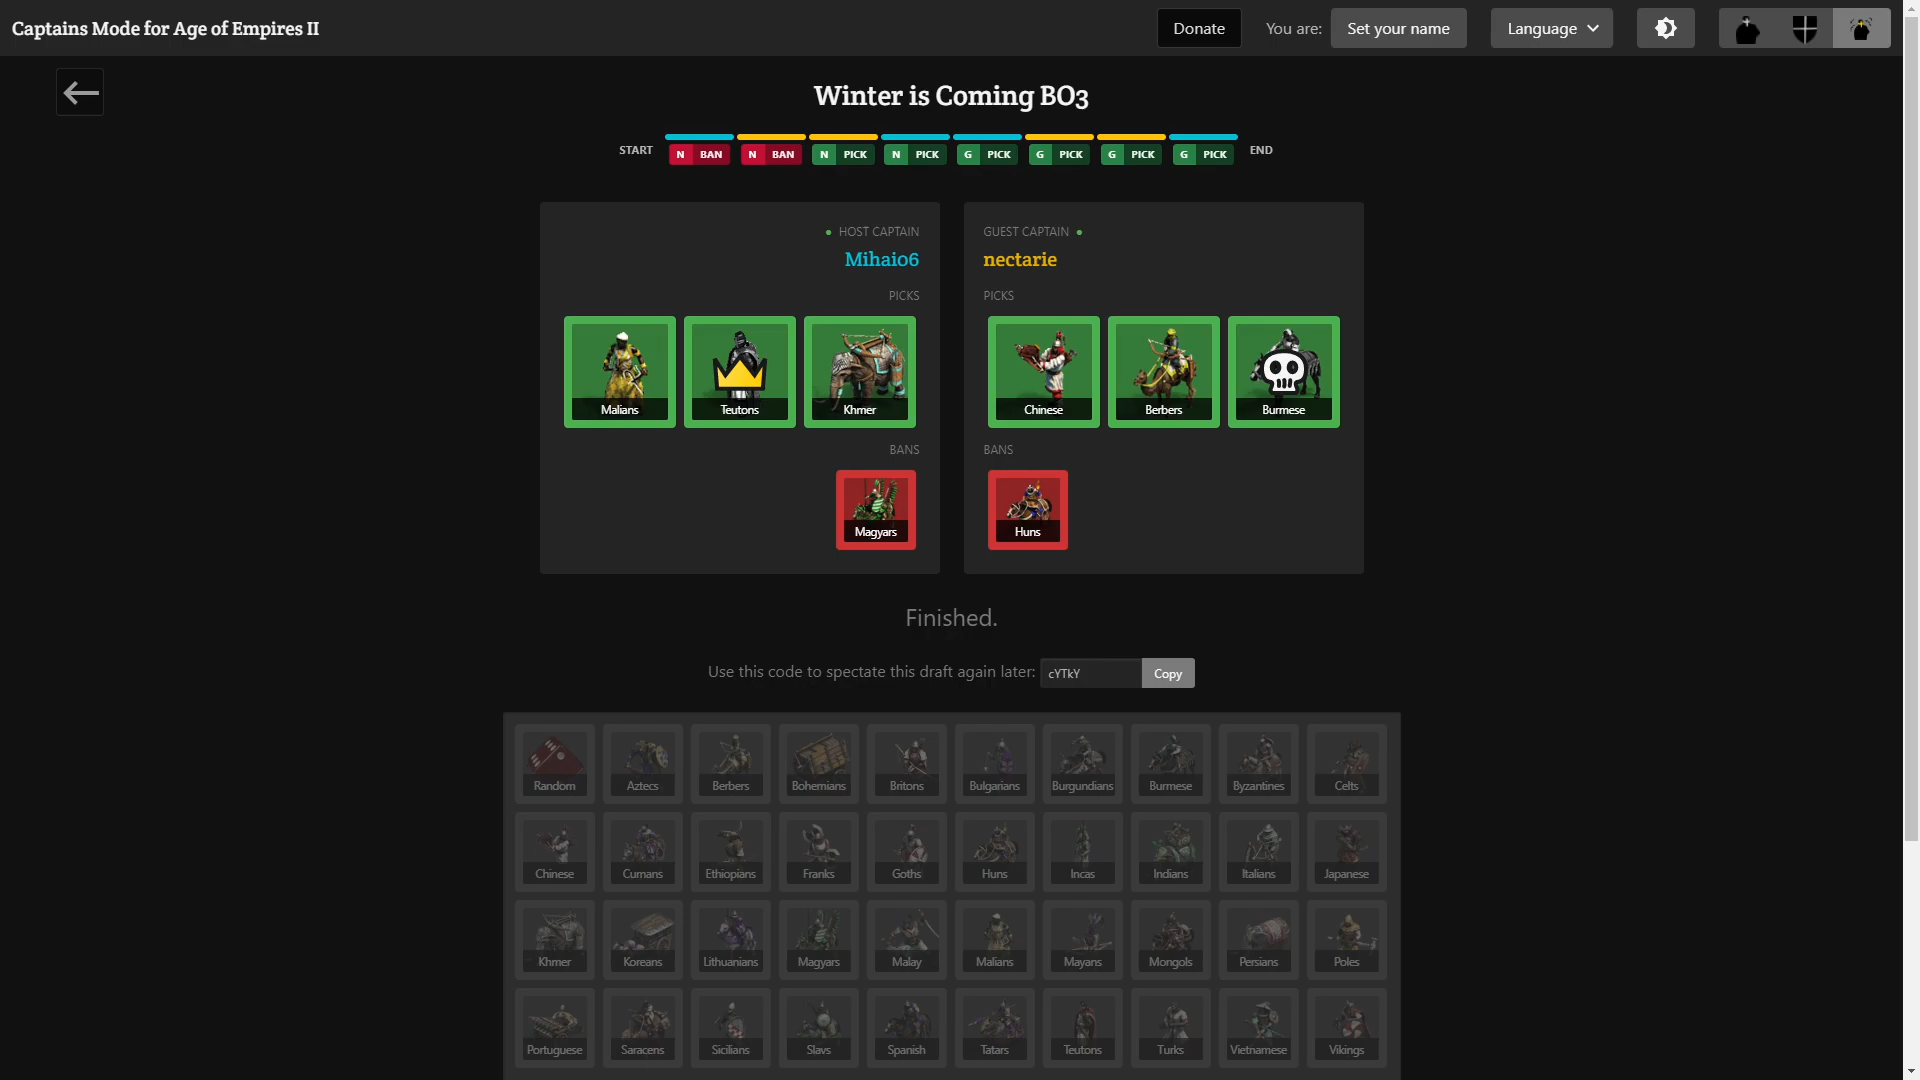 Captains Mode for Age of Empires II
Donate
You are:
Set your name
Language
Winter is Coming BO3
START
N BAN
N BAN
N PICK
N PICK
G PICK
G PICK
G PICK
G PICK
END
HOST CAPTAIN
Mihai06
PICKS
Malians
Teutons
Khmer
BANS
Magyars
GUEST CAPTAIN
nectarie
PICKS
Chinese
Berbers
Burmese
BANS
Huns
Finished.
Use this code to spectate this draft again later:
cYTkY
Copy
Random Aztecs Berbers Bohemians Britons Bulgarians Burgundians Burmese Byzantines Celts
Chinese Cumans Ethiopians Franks Goths Huns Incas Indians Italians Japanese
Khmer Koreans Lithuanians Magyars Malay Malians Mayans Mongols Persians Poles
Portuguese Saracens Sicilians Slavs Spanish Tatars Teutons Turks Vietnamese Vikings